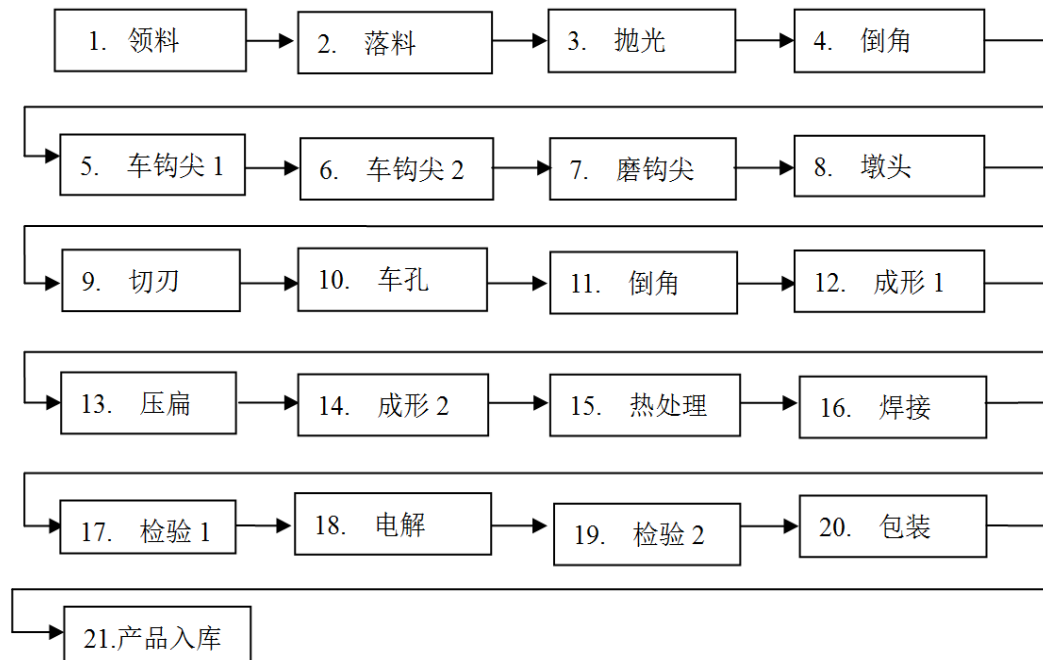 1. 领料
2. 落料
3. 抛光
4. 倒角
5. 车钩尖 1
6. 车钩尖 2
7. 磨钩尖
8. 墩头
9. 切刃
10. 车孔
11. 倒角
12. 成形 1
13. 压扁
14. 成形 2
15. 热处理
16. 焊接
17. 检验 1
18. 电解
19. 检验 2
20. 包装
21.产品入库